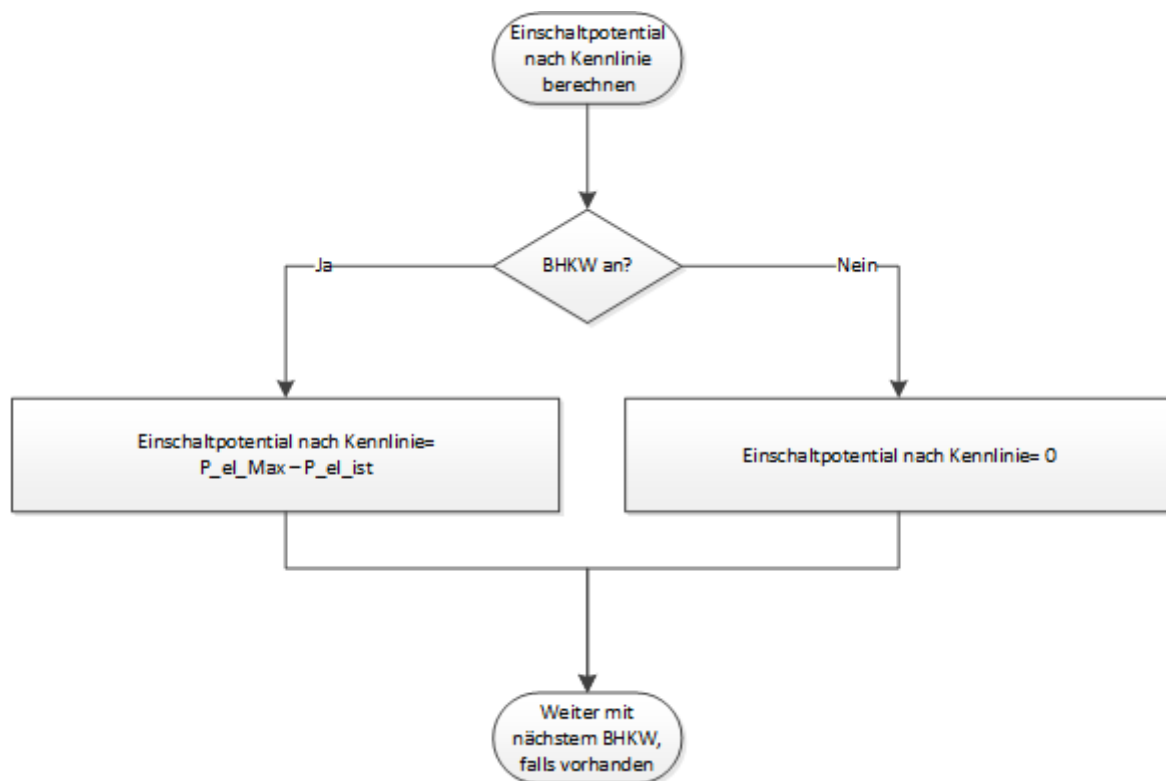 Einschaltpotential
nach Kennlinie
berechnen
BHKW an?
Ja
Nein
Einschaltpotential nach Kennlinie=
P_el_Max – P_el_ist
Einschaltpotential nach Kennlinie= 0
Weiter mit
nächstem BHKW,
falls vorhanden